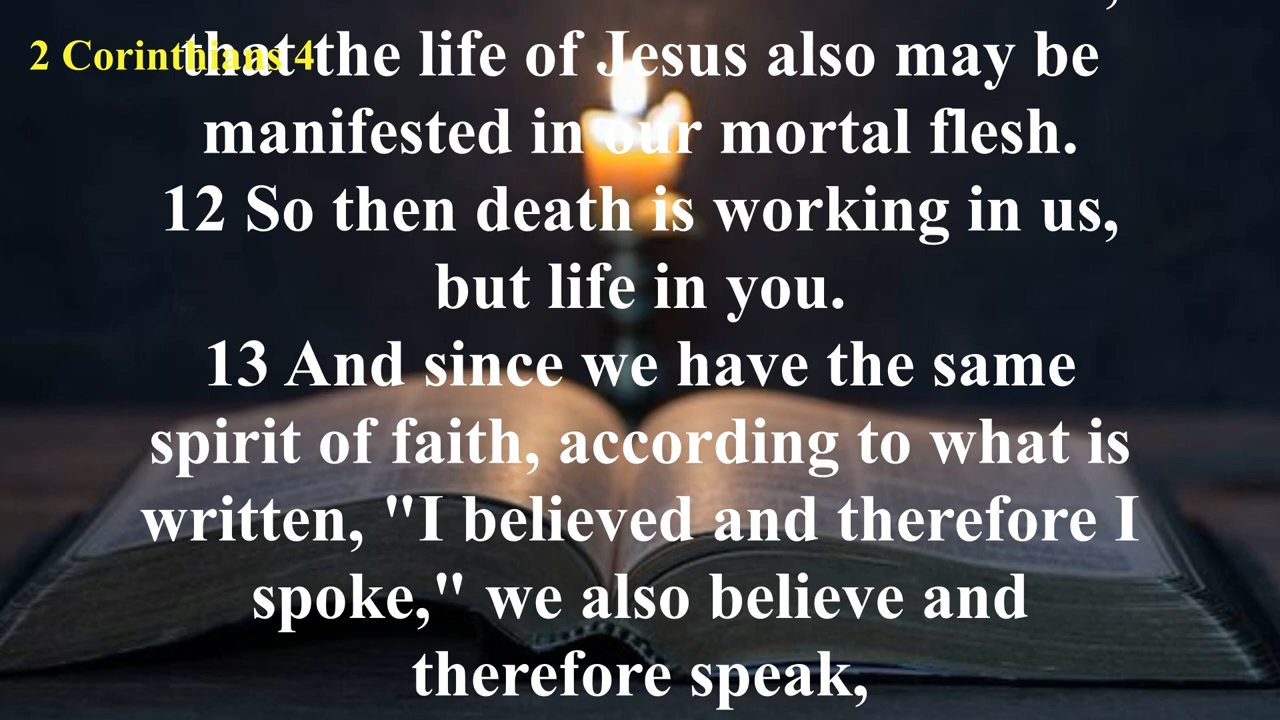 2 Corinthians 4
that the life of Jesus also may be
manifested in our mortal flesh.
12 So then death is working in us,
but life in you.
13 And since we have the same
spirit of faith, according to what is
written, "I believed and therefore I
spoke," we also believe and
therefore speak,